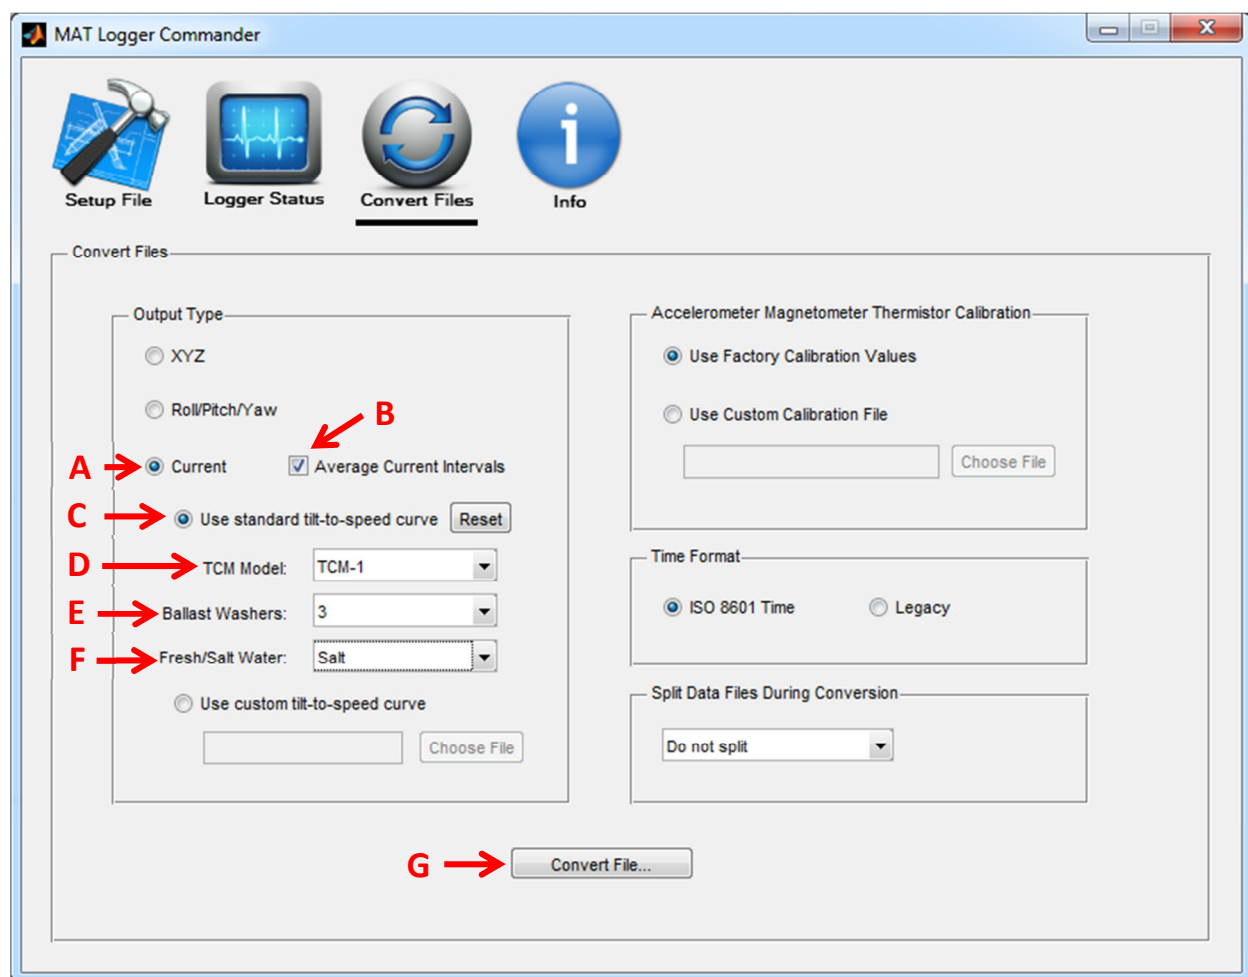 MAT Logger Commander
Setup File
Logger Status
Convert Files
Info
Convert Files
Output Type
XYZ
Roll/Pitch/Yaw
B
A
Current
Average Current Intervals
C
Use standard tilt-to-speed curve
Reset
D
TCM Model:
TCM-1
E
Ballast Washers:
3
F
Fresh/Salt Water:
Salt
Use custom tilt-to-speed curve
Choose File
Accelerometer Magnetometer Thermistor Calibration
Use Factory Calibration Values
Use Custom Calibration File
Choose File
Time Format
ISO 8601 Time
Legacy
Split Data Files During Conversion
Do not split
G
Convert File...